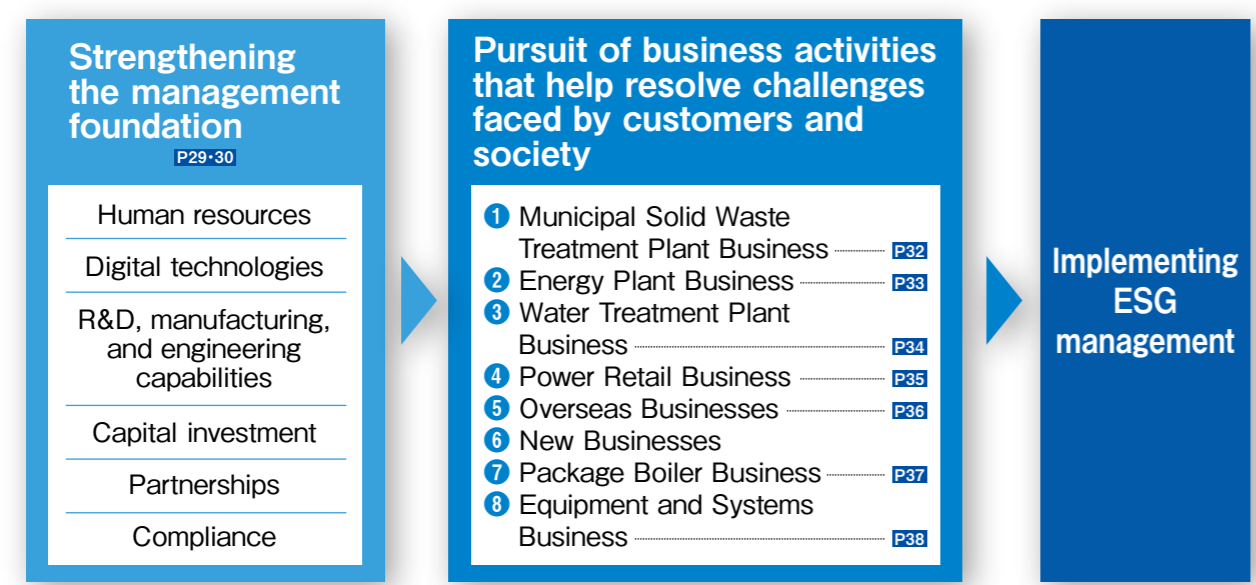 Strengthening
the management
foundation
P29・30
Human resources
Digital technologies
R&D, manufacturing,
and engineering
capabilities
Capital investment
Partnerships
Compliance
Pursuit of business activities
that help resolve challenges
faced by customers and
society
1 Municipal Solid Waste
Treatment Plant Business P32
2 Energy Plant Business P33
3 Water Treatment Plant
Business P34
4 Power Retail Business P35
5 Overseas Businesses P36
6 New Businesses
7 Package Boiler Business P37
8 Equipment and Systems
Business P38
Implementing
ESG
management